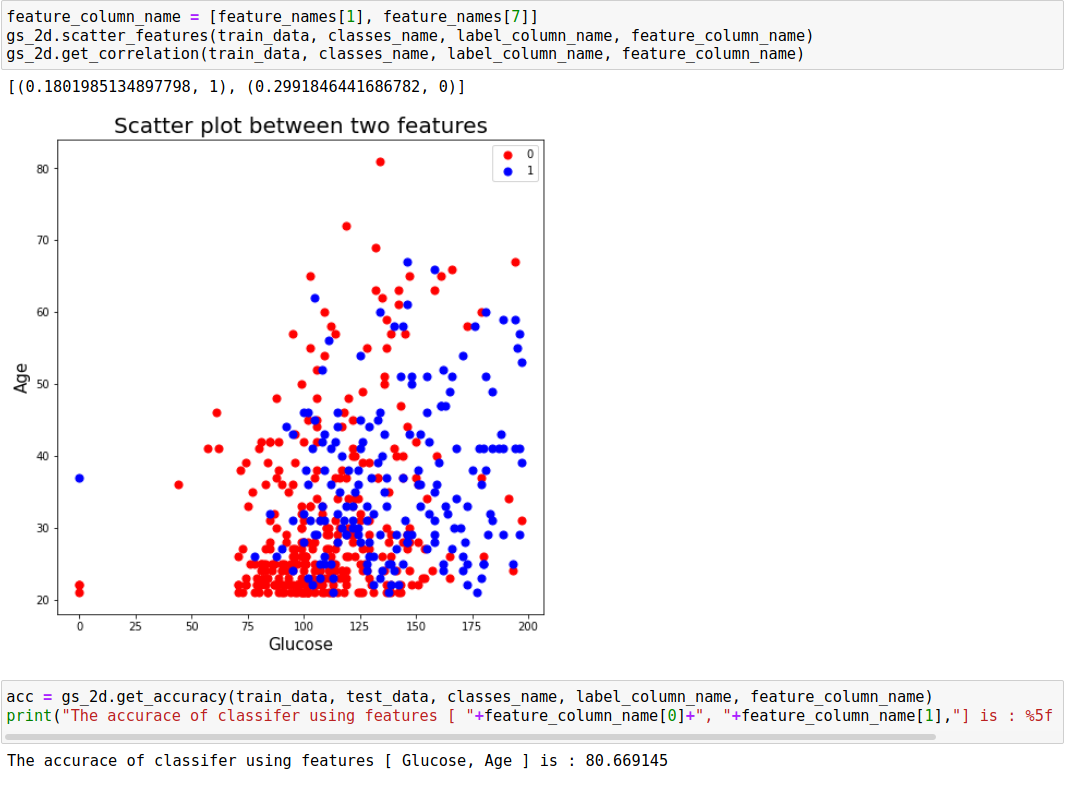 feature_column_name = [feature_names[1], feature_names[7]]
gs_2d.scatter_features(train_data, classes_name, label_column_name, feature_column_name)
gs_2d.get_correlation(train_data, classes_name, label_column_name, feature_column_name)
[(0.1801985134897798, 1), (0.2991846441686782, 0)]
Scatter plot between two features
0
1
80
70
60
50
40
30
20
Age
0 25 50 75 100 125 150 175 200
Glucose
acc = gs_2d.get_accuracy(train_data, test_data, classes_name, label_column_name, feature_column_name)
print("The accurace of classifer using features [ "+feature_column_name[0]+", "+feature_column_name[1],"] is : %5f
The accurace of classifer using features [ Glucose, Age ] is : 80.669145